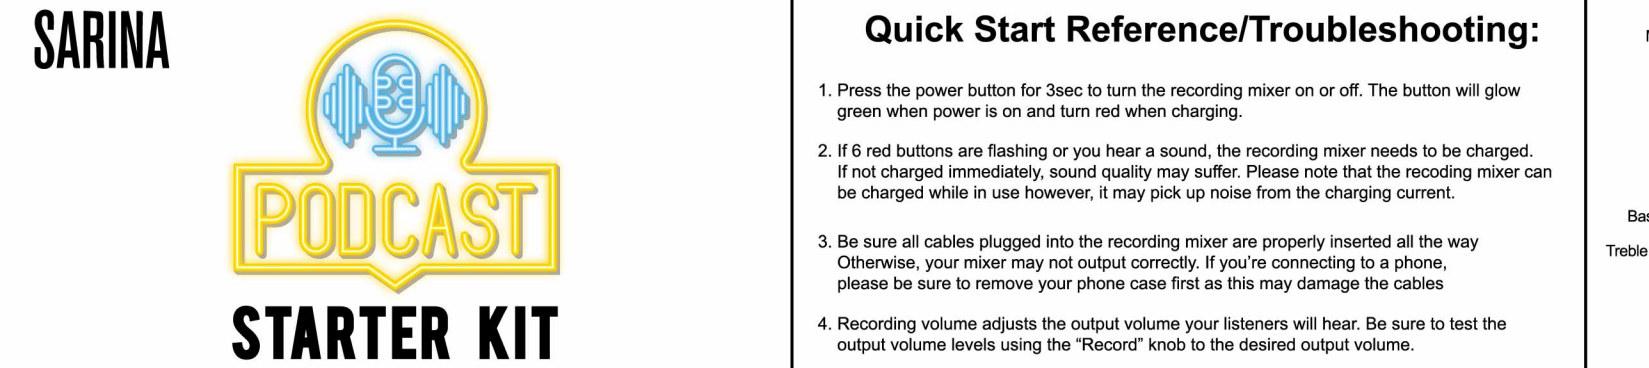 SARINA
PODCAST
STARTER KIT
Quick Start Reference/Troubleshooting:
1. Press the power button for 3sec to turn the recording mixer on or off. The button will glow
green when power is on and turn red when charging.
2. If 6 red buttons are flashing or you hear a sound, the recording mixer needs to be charged.
If not charged immediately, sound quality may suffer. Please note that the recoding mixer can
be charged while in use however, it may pick up noise from the charging current.
3. Be sure all cables plugged into the recording mixer are properly inserted all the way
Otherwise, your mixer may not output correctly. If you’re connecting to a phone,
please be sure to remove your phone case first as this may damage the cables
4. Recording volume adjusts the output volume your listeners will hear. Be sure to test the
output volume levels using the “Record” knob to the desired output volume.
Treble